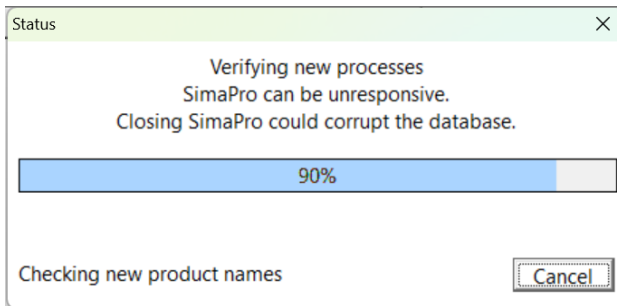 Status
Verifying new processes
SimaPro can be unresponsive.
Closing SimaPro could corrupt the database.
90%
Checking new product names
Cancel